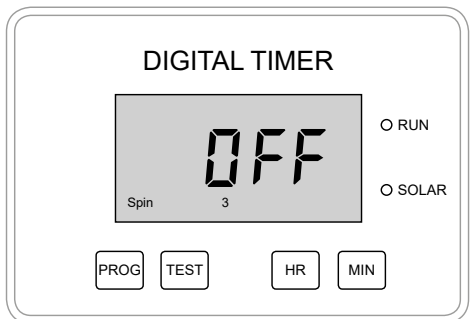 DIGITAL TIMER
OFF
RUN
Spin 3
SOLAR
PROG TEST HR MIN